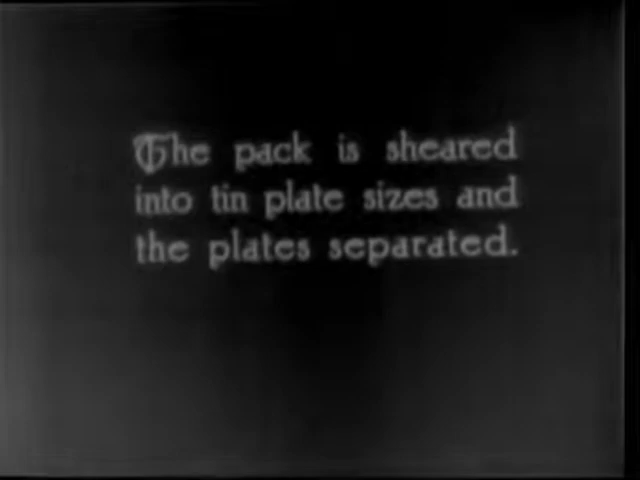 The pack is sheared
into tin plate sizes and
the plates separated.